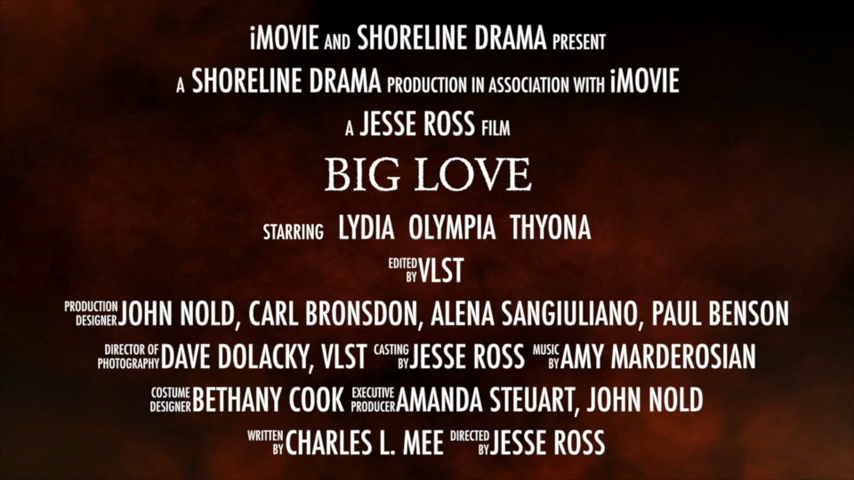 iMOVIE AND SHORELINE DRAMA PRESENT
A SHORELINE DRAMA PRODUCTION IN ASSOCIATION WITH iMOVIE
A JESSE ROSS FILM
BIG LOVE
STARRING LYDIA OLYMPIA THYONA
EDITED BY VLST
PRODUCTION DESIGNER JOHN NOLD, CARL BRONSDON, ALENA SANGIULIANO, PAUL BENSON
DIRECTOR OF PHOTOGRAPHY DAVE DOLACKY, VLST CASTING BY JESSE ROSS MUSIC BY AMY MARDEROSIAN
COSTUME DESIGNER BETHANY COOK EXECUTIVE PRODUCER AMANDA STEUART, JOHN NOLD
WRITTEN BY CHARLES L. MEE DIRECTED BY JESSE ROSS